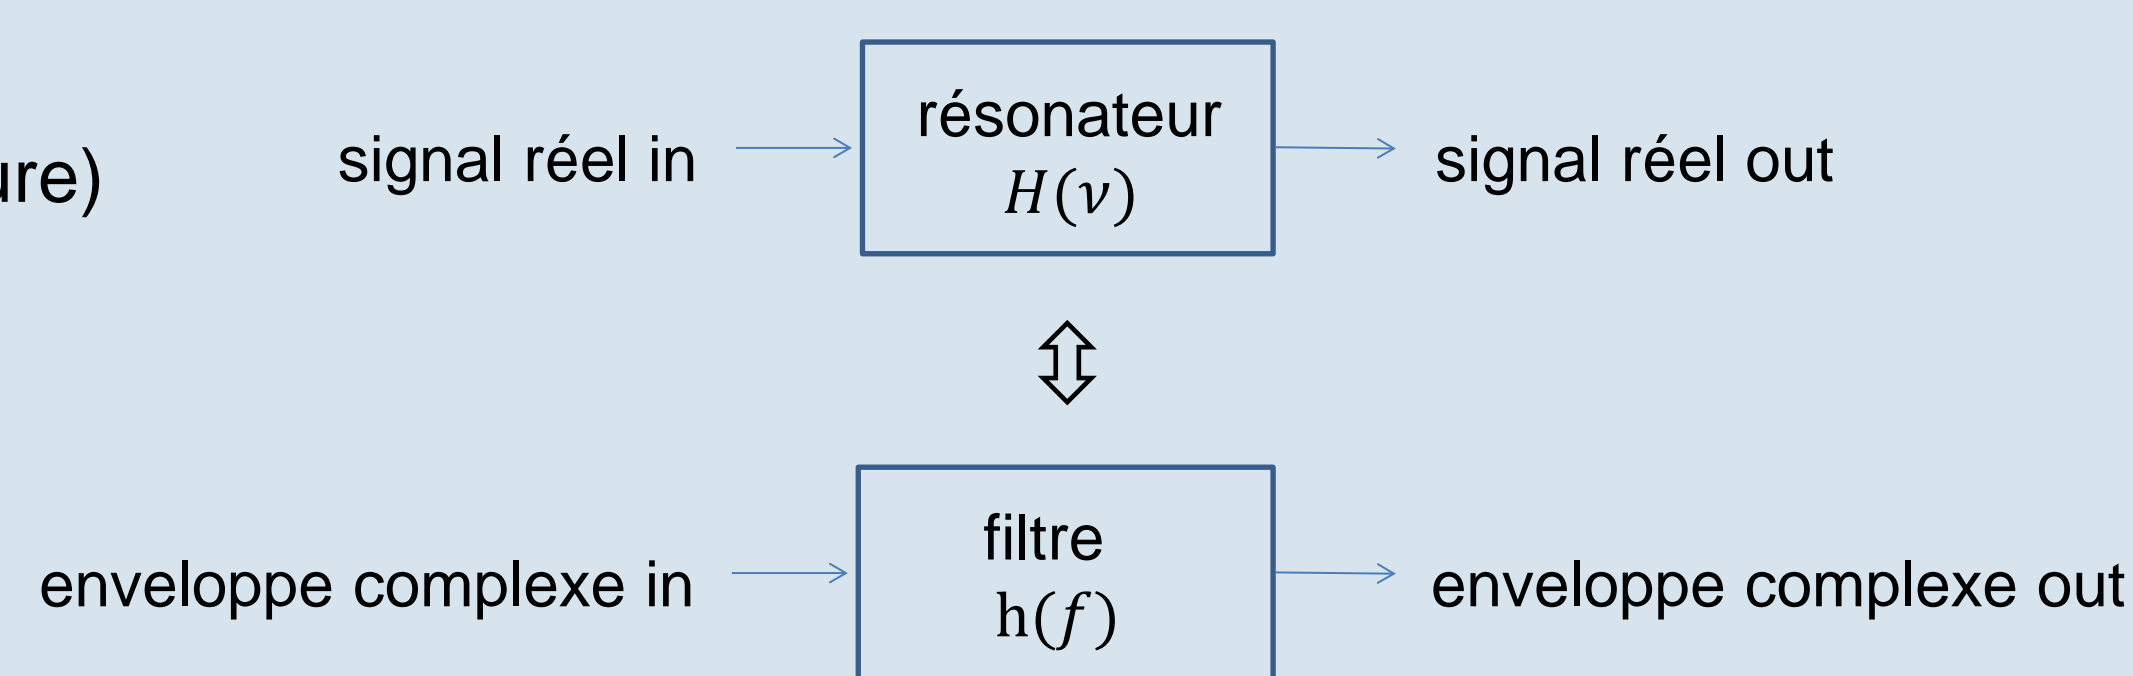 résonateur
signal réel in
signal réel out
ure)
H(ν)
filtre
enveloppe complexe in
enveloppe complexe out
h(f)